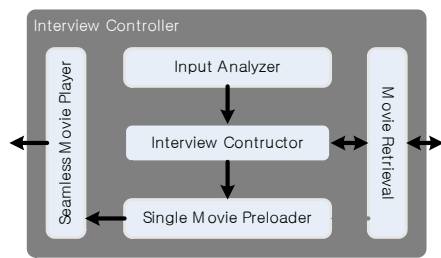 Interview Controller
Seamless Movie Player
Input Analyzer
Interview Contructor
Single Movie Preloader
Movie Retrieval